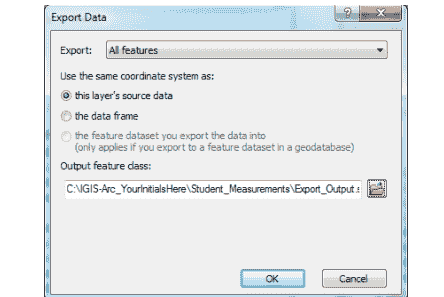 Export Data
?
Export: All features
Use the same coordinate system as:
this layer's source data
the data frame
the feature dataset you export the data into
(only applies if you export to a feature dataset in a geodatabase)
Output feature class:
C:\IGIS-Arc_YourInitialsHere\Student_Measurements\Export_Output.s
OK Cancel